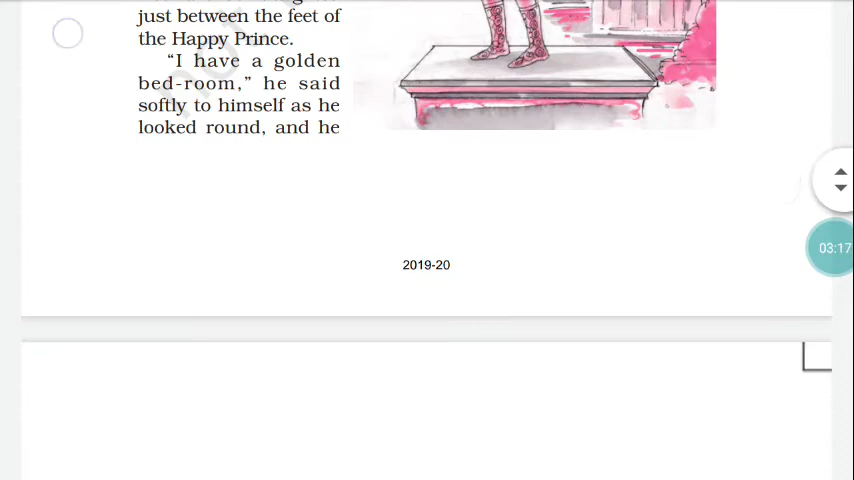 just between the feet of
the Happy Prince.
“I have a golden
bed-room,” he said
softly to himself as he
looked round, and he
2019-20
03:17